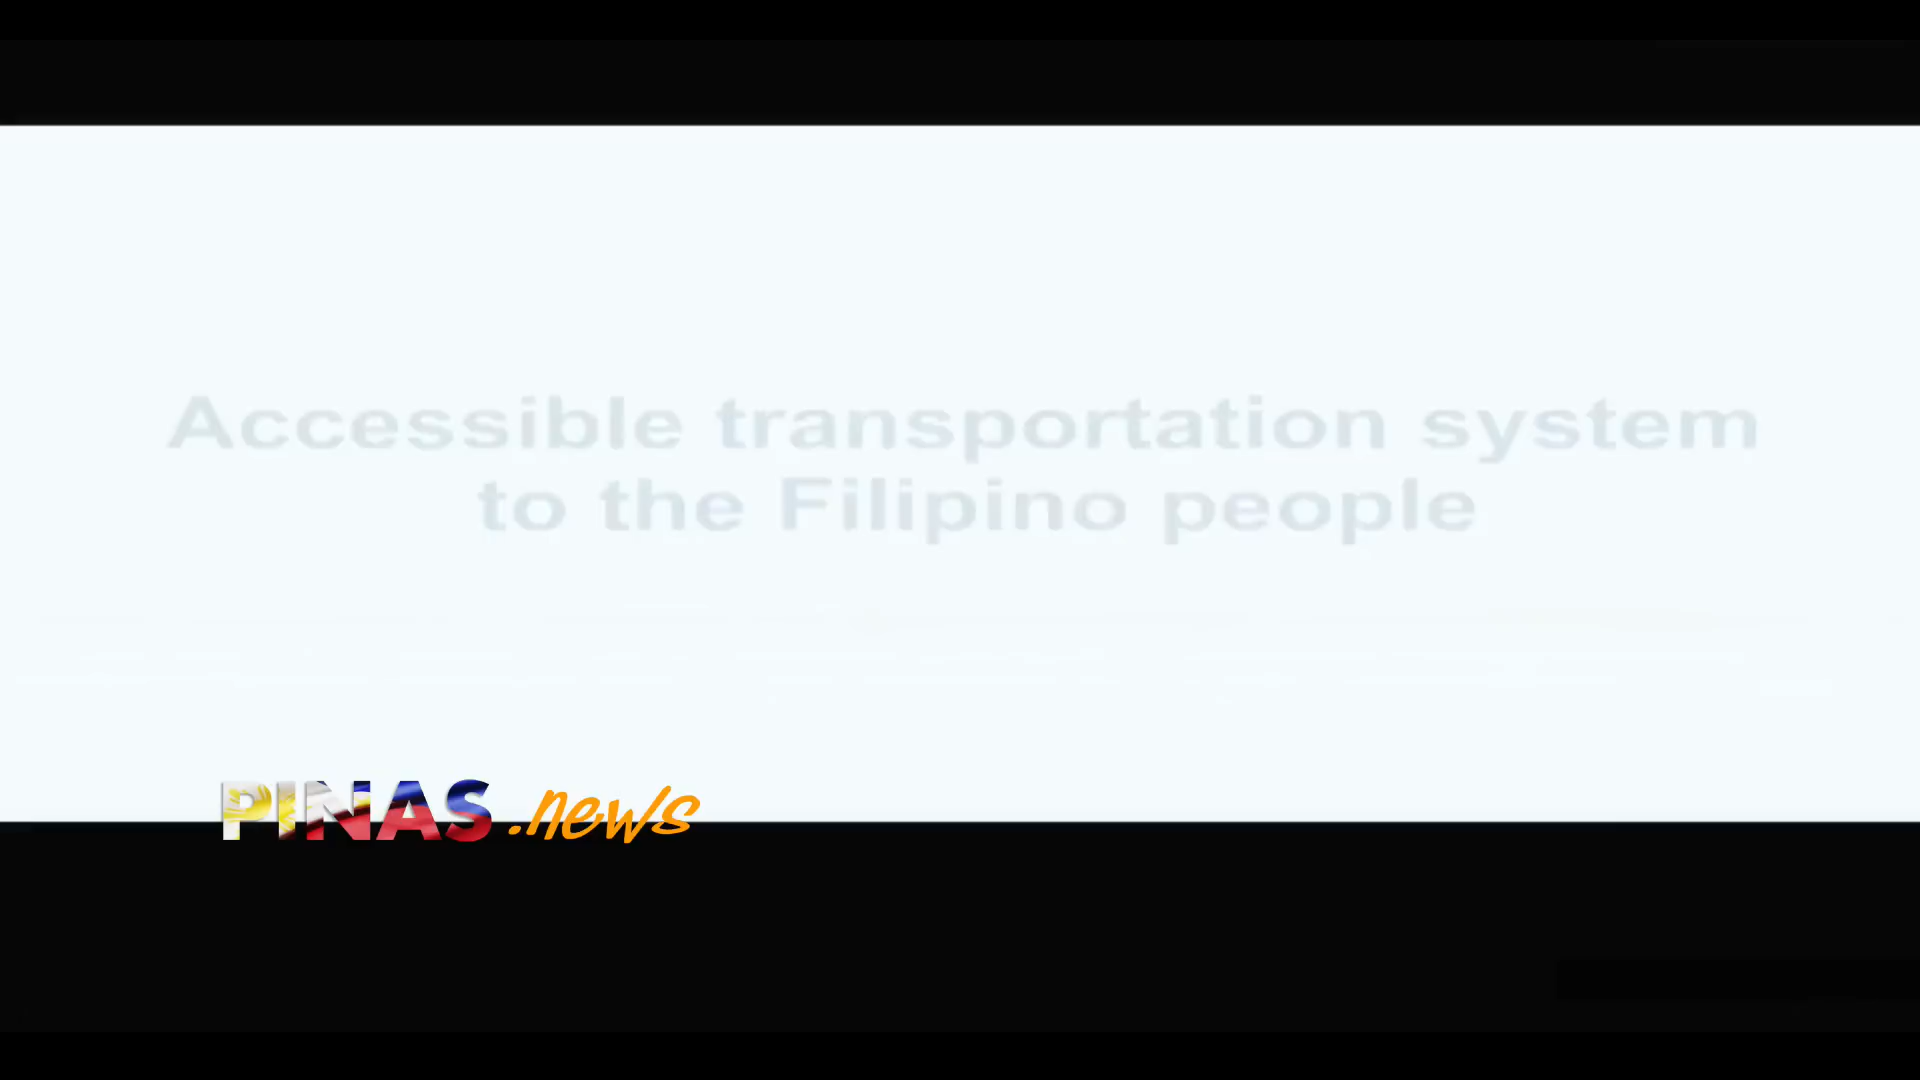 Accessible transportation system
to the Filipino people
PINAS .news